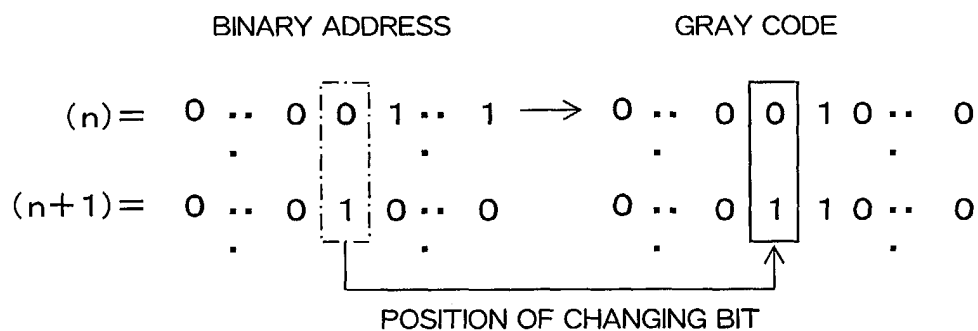 BINARY ADDRESS GRAY CODE
(n)= 0 ‥ 0 0 1 ‥ 1 → 0 ‥ 0 0 1 0 ‥ 0
(n+1)= 0 ‥ 0 1 0 ‥ 0 0 ‥ 0 1 1 0 ‥ 0
POSITION OF CHANGING BIT